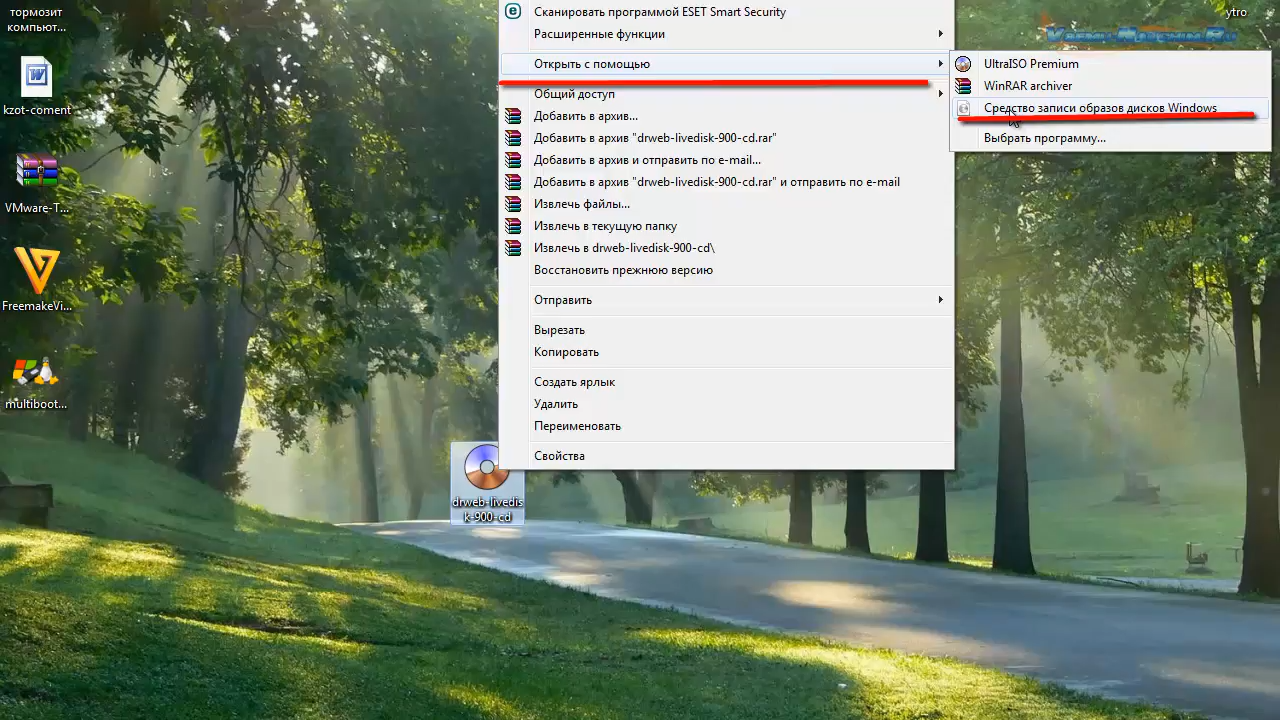 тормозит
компьют...
kzot-coment
VMware-T...
FreemakeVi...
multiboot...
drweb-livedis
k-900-cd
Сканировать программой ESET Smart Security
Расширенные функции
Открыть с помощью
Общий доступ
Добавить в архив...
Добавить в архив "drweb-livedisk-900-cd.rar"
Добавить в архив и отправить по e-mail...
Добавить в архив "drweb-livedisk-900-cd.rar" и отправить по e-mail
Извлечь файлы...
Извлечь в текущую папку
Извлечь в drweb-livedisk-900-cd\
Восстановить прежнюю версию
Отправить
Вырезать
Копировать
Создать ярлык
Удалить
Переименовать
Свойства
UltraISO Premium
WinRAR archiver
Средство записи образов дисков Windows
Выбрать программу...
ytro